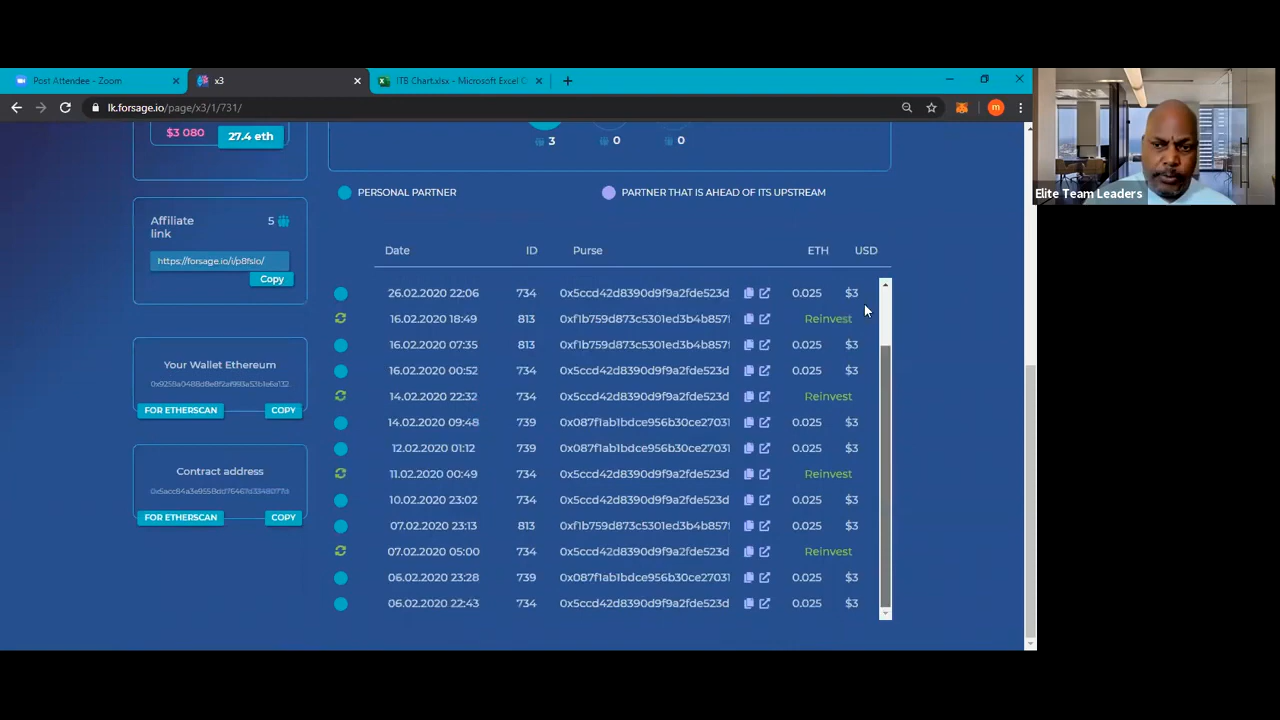 Post Attendee - Zoom
x3
ITB Chart.xlsx - Microsoft Excel O
lk.forsage.io/page/x3/1/731/
m
$3 080
27.4 eth
3
0
0
PERSONAL PARTNER
PARTNER THAT IS AHEAD OF ITS UPSTREAM
Elite Team Leaders
Affiliate link
5
https://forsage.io/i/p8fslo/
Copy
Your Wallet Ethereum
FOR ETHERSCAN
COPY
Contract address
FOR ETHERSCAN
COPY
Date ID Purse ETH USD
26.02.2020 22:06 734 0x5ccd42d8390d9f9a2fde523d 0.025 $3
16.02.2020 18:49 813 0xf1b759d873c5301ed3b4b857f Reinvest
16.02.2020 07:35 813 0xf1b759d873c5301ed3b4b857f 0.025 $3
16.02.2020 00:52 734 0x5ccd42d8390d9f9a2fde523d 0.025 $3
14.02.2020 22:32 734 0x5ccd42d8390d9f9a2fde523d Reinvest
14.02.2020 09:48 739 0x087f1ab1bdce956b30ce27031 0.025 $3
12.02.2020 01:12 739 0x087f1ab1bdce956b30ce27031 0.025 $3
11.02.2020 00:49 734 0x5ccd42d8390d9f9a2fde523d Reinvest
10.02.2020 23:02 734 0x5ccd42d8390d9f9a2fde523d 0.025 $3
07.02.2020 23:13 813 0xf1b759d873c5301ed3b4b857f 0.025 $3
07.02.2020 05:00 734 0x5ccd42d8390d9f9a2fde523d Reinvest
06.02.2020 23:28 739 0x087f1ab1bdce956b30ce27031 0.025 $3
06.02.2020 22:43 734 0x5ccd42d8390d9f9a2fde523d 0.025 $3